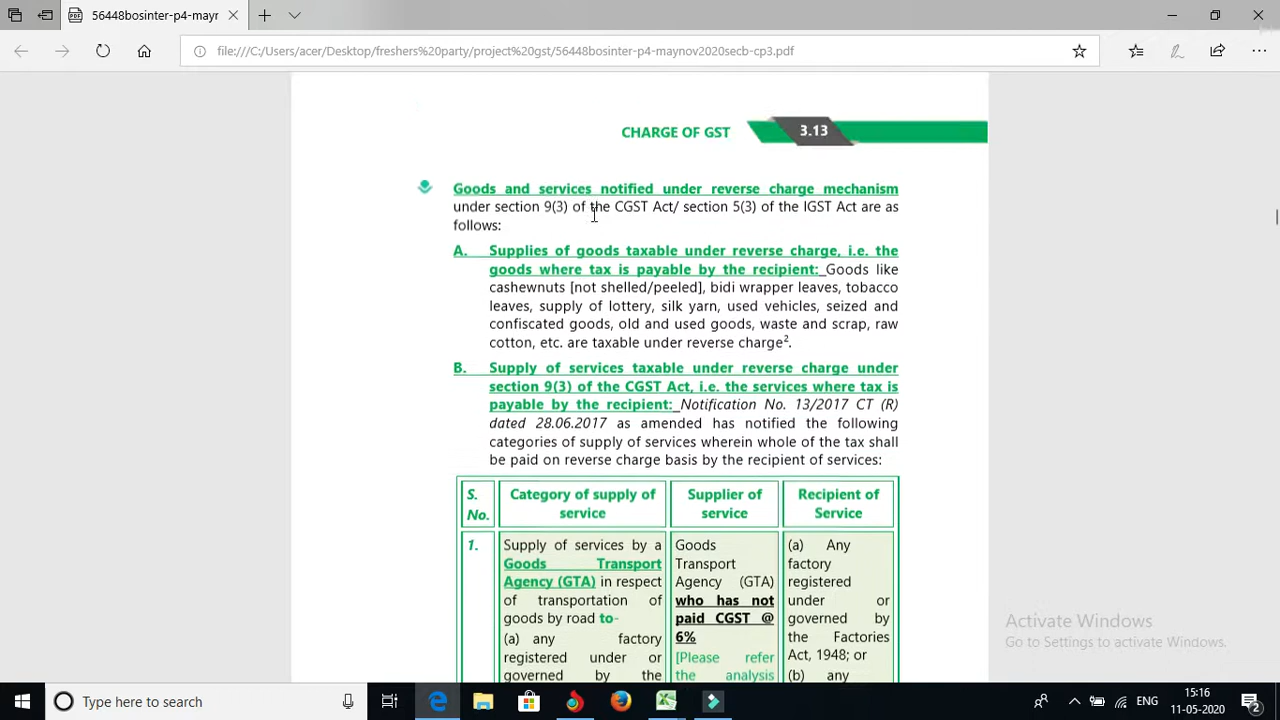 56448bosinter-p4-mayn
file:///C:/Users/acer/Desktop/freshers%20party/project%20gst/56448bosinter-p4-maynov2020secb-cp3.pdf
CHARGE OF GST 3.13
Goods and services notified under reverse charge mechanism
under section 9(3) of the CGST Act/ section 5(3) of the IGST Act are as
follows:
A. Supplies of goods taxable under reverse charge, i.e. the
goods where tax is payable by the recipient: Goods like
cashewnuts [not shelled/peeled], bidi wrapper leaves, tobacco
leaves, supply of lottery, silk yarn, used vehicles, seized and
confiscated goods, old and used goods, waste and scrap, raw
cotton, etc. are taxable under reverse charge².
B. Supply of services taxable under reverse charge under
section 9(3) of the CGST Act, i.e. the services where tax is
payable by the recipient: Notification No. 13/2017 CT (R)
dated 28.06.2017 as amended has notified the following
categories of supply of services wherein whole of the tax shall
be paid on reverse charge basis by the recipient of services:
S.
No.
Category of supply of
service
Supplier of
service
Recipient of
Service
1.
Supply of services by a
Goods Transport
Agency (GTA) in respect
of transportation of
goods by road to-
(a) any factory
registered under or
governed by the
Goods
Transport
Agency (GTA)
who has not
paid CGST @
6%
[Please refer
the analysis
(a) Any
factory
registered
under or
governed by
the Factories
Act, 1948; or
(b) any
Activate Windows
Go to Settings to activate Windows.
Type here to search
ENG
15:16
11-05-2020
2